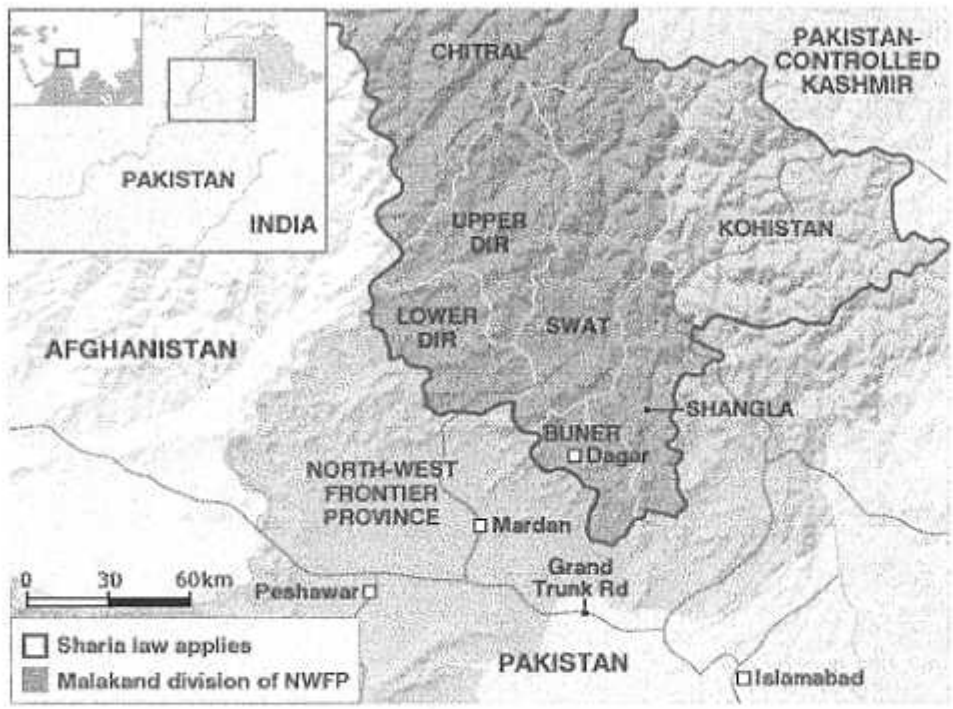 PAKISTAN
INDIA
CHITRAL
PAKISTAN-
CONTROLLED
KASHMIR
UPPER
DIR
KOHISTAN
LOWER
DIR
SWAT
AFGHANISTAN
SHANGLA
BUNER
Dagar
NORTH-WEST
FRONTIER
PROVINCE
Mardan
Grand
Trunk Rd
0 30 60km
Peshawar
Sharia law applies
Malakand division of NWFP
PAKISTAN
Islamabad